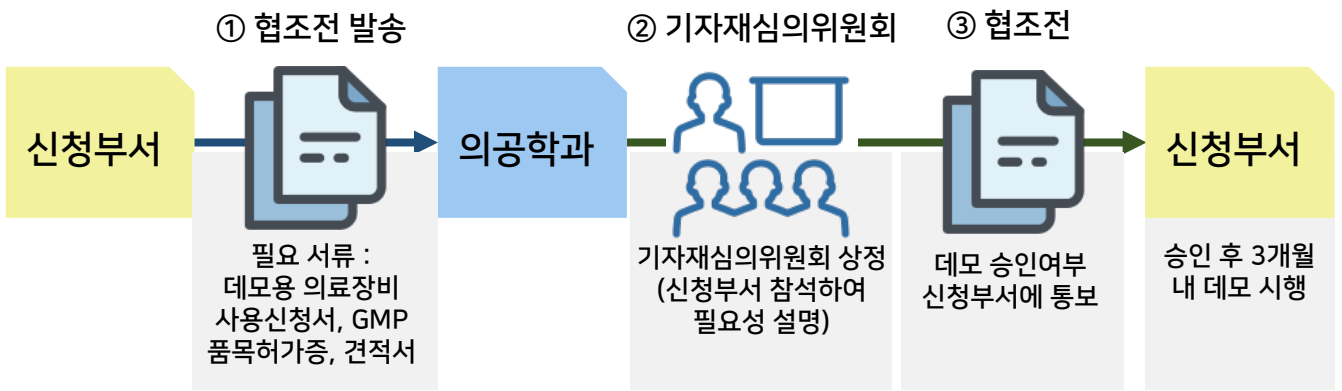 ① 협조전 발송
② 기자재심의위원회
③ 협조전
신청부서
의공학과
신청부서
필요 서류 :
데모용 의료장비
사용신청서, GMP
품목허가증, 견적서
기자재심의위원회 상정
(신청부서 참석하여
필요성 설명)
데모 승인여부
신청부서에 통보
승인 후 3개월
내 데모 시행